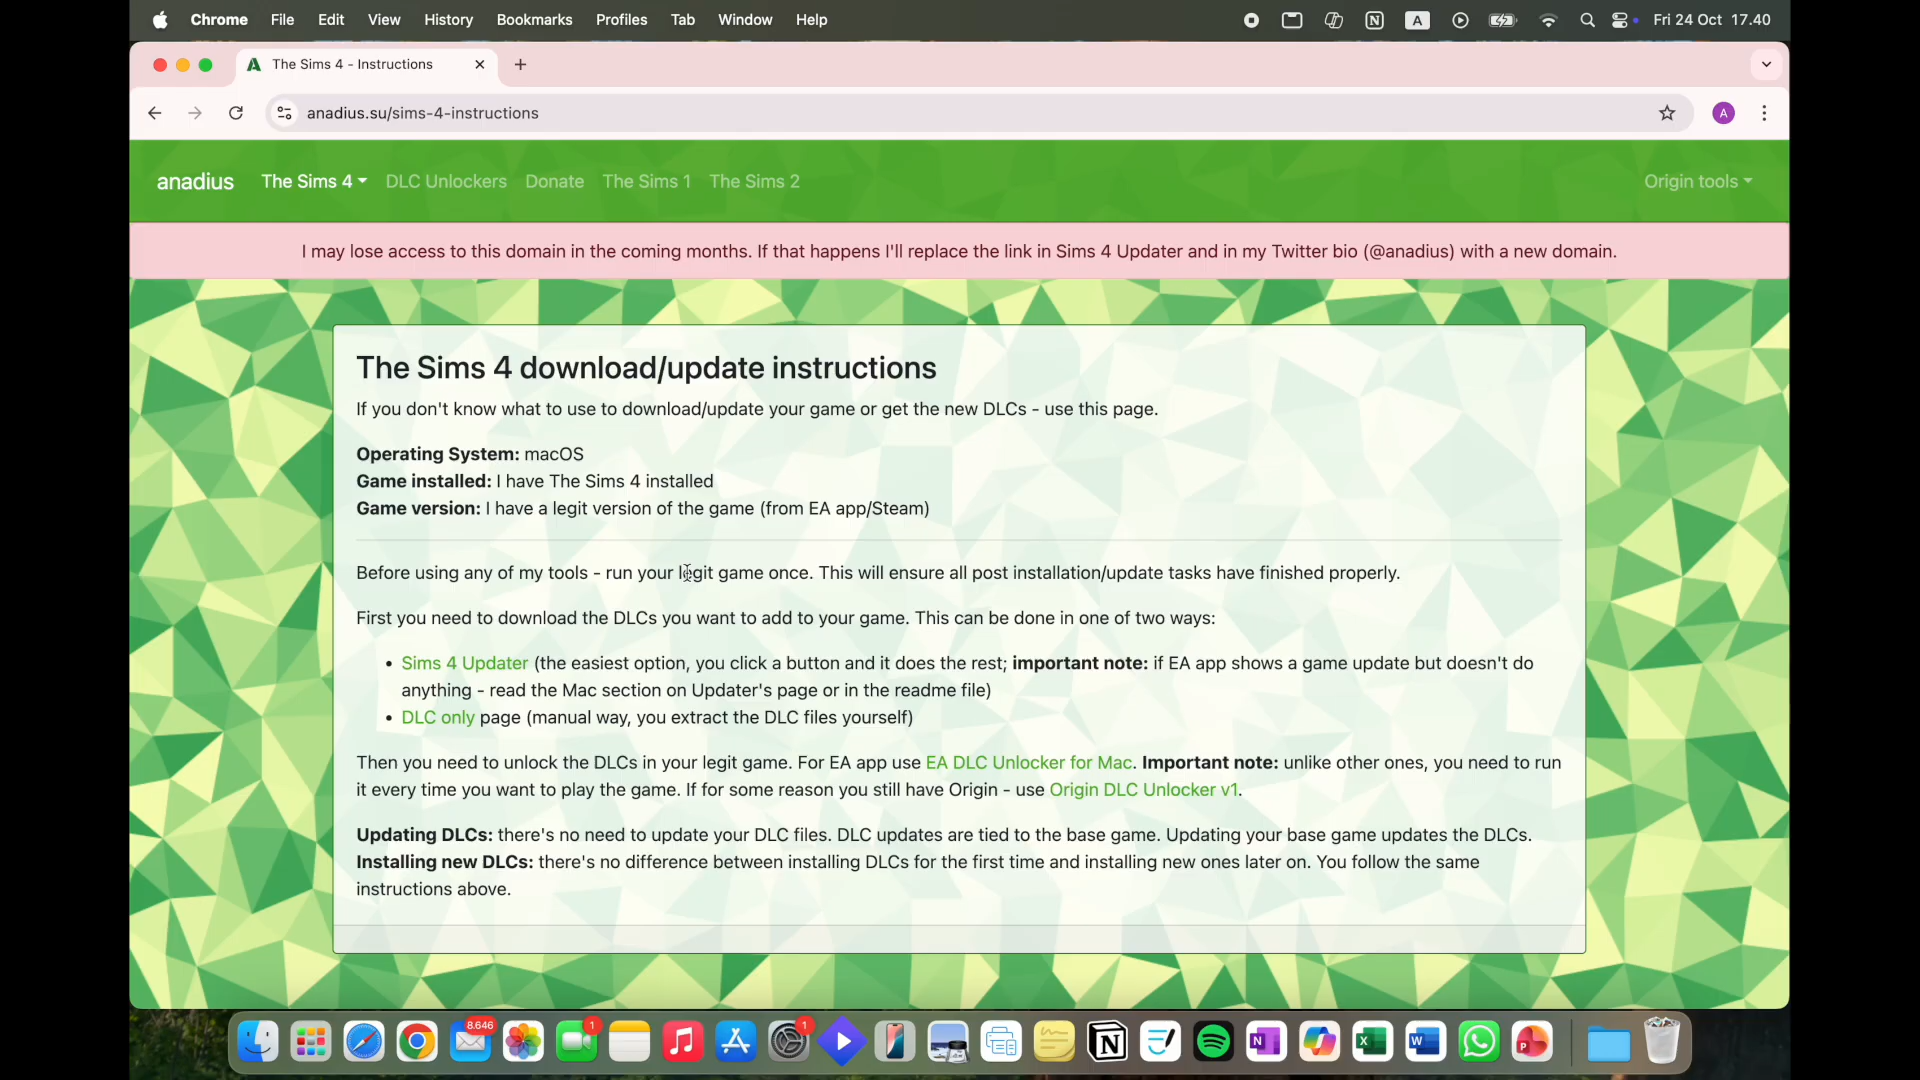 Chrome File Edit View History Bookmarks Profiles Tab Window Help A Fri 24 Oct 17.40
The Sims 4 - Instructions
anadius.su/sims-4-instructions A
anadius The Sims 4 DLC Unlockers Donate The Sims 1 The Sims 2 Origin tools
I may lose access to this domain in the coming months. If that happens I'll replace the link in Sims 4 Updater and in my Twitter bio (@anadius) with a new domain.
The Sims 4 download/update instructions
If you don't know what to use to download/update your game or get the new DLCs - use this page.
Operating System: macOS
Game installed: I have The Sims 4 installed
Game version: I have a legit version of the game (from EA app/Steam)
Before using any of my tools - run your legit game once. This will ensure all post installation/update tasks have finished properly.
First you need to download the DLCs you want to add to your game. This can be done in one of two ways:
• Sims 4 Updater (the easiest option, you click a button and it does the rest; important note: if EA app shows a game update but doesn't do
anything - read the Mac section on Updater's page or in the readme file)
• DLC only page (manual way, you extract the DLC files yourself)
Then you need to unlock the DLCs in your legit game. For EA app use EA DLC Unlocker for Mac. Important note: unlike other ones, you need to run
it every time you want to play the game. If for some reason you still have Origin - use Origin DLC Unlocker v1.
Updating DLCs: there's no need to update your DLC files. DLC updates are tied to the base game. Updating your base game updates the DLCs.
Installing new DLCs: there's no difference between installing DLCs for the first time and installing new ones later on. You follow the same
instructions above.
8.646 1 1